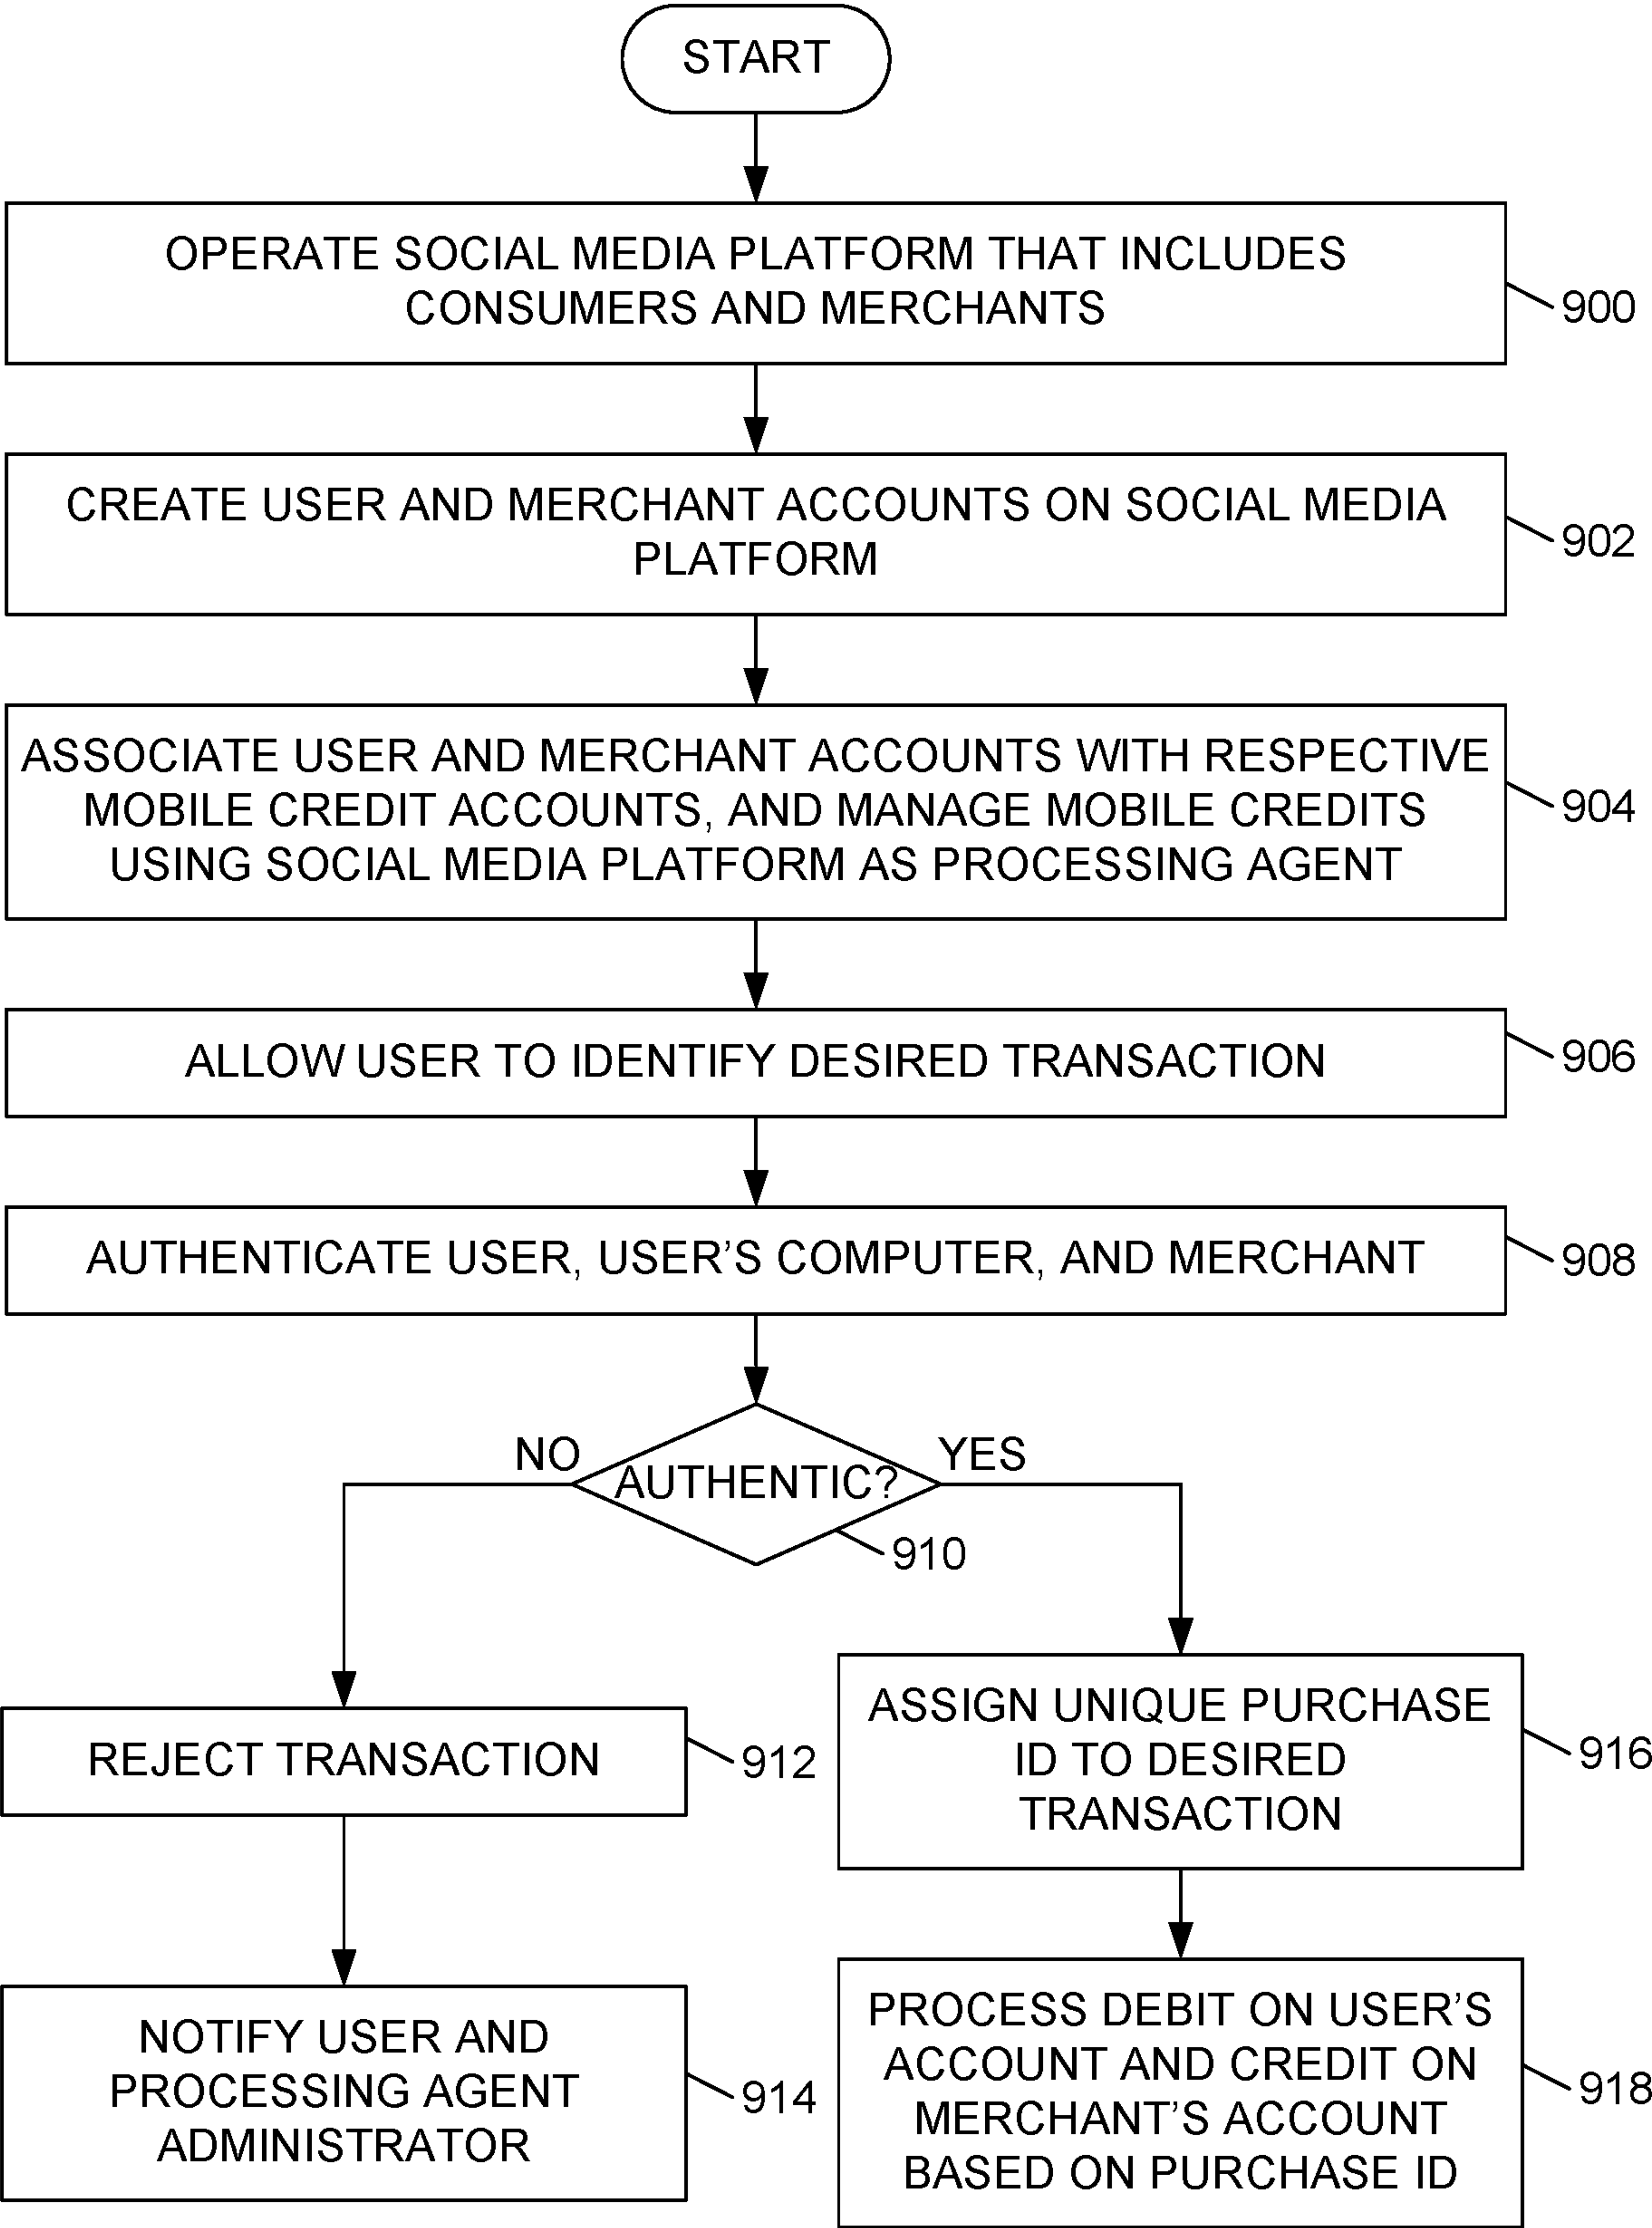 START
OPERATE SOCIAL MEDIA PLATFORM THAT INCLUDES
CONSUMERS AND MERCHANTS
900
CREATE USER AND MERCHANT ACCOUNTS ON SOCIAL MEDIA
PLATFORM
902
ASSOCIATE USER AND MERCHANT ACCOUNTS WITH RESPECTIVE
MOBILE CREDIT ACCOUNTS, AND MANAGE MOBILE CREDITS
USING SOCIAL MEDIA PLATFORM AS PROCESSING AGENT
904
ALLOW USER TO IDENTIFY DESIRED TRANSACTION
906
AUTHENTICATE USER, USER’S COMPUTER, AND MERCHANT
908
NO
YES
AUTHENTIC?
910
REJECT TRANSACTION
912
NOTIFY USER AND
PROCESSING AGENT
ADMINISTRATOR
914
ASSIGN UNIQUE PURCHASE
ID TO DESIRED
TRANSACTION
916
PROCESS DEBIT ON USER’S
ACCOUNT AND CREDIT ON
MERCHANT’S ACCOUNT
BASED ON PURCHASE ID
918